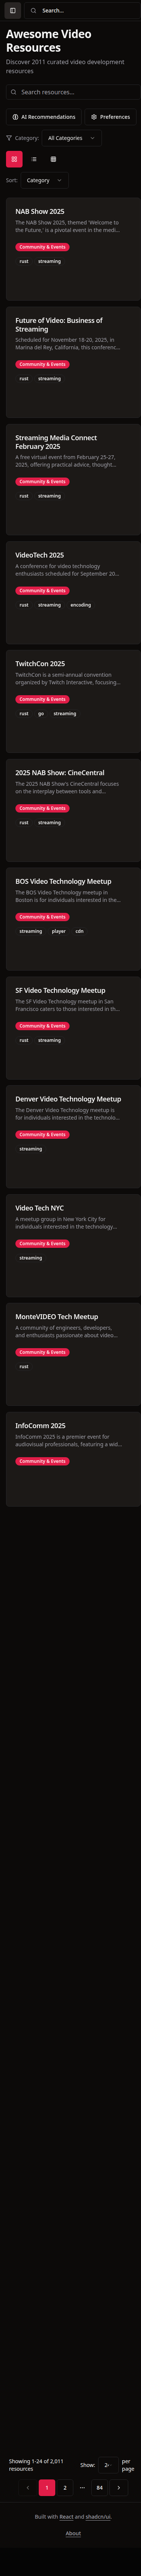 Search...
Awesome Video
Resources
Discover 2011 curated video development
resources
Search resources...
AI Recommendations
Preferences
Category:
All Categories
Sort:
Category
NAB Show 2025
The NAB Show 2025, themed 'Welcome to
the Future,' is a pivotal event in the medi...
Community & Events
rust streaming
Future of Video: Business of
Streaming
Scheduled for November 18-20, 2025, in
Marina del Rey, California, this conferenc...
Community & Events
rust streaming
Streaming Media Connect
February 2025
A free virtual event from February 25-27,
2025, offering practical advice, thought...
Community & Events
rust streaming
VideoTech 2025
A conference for video technology
enthusiasts scheduled for September 20...
Community & Events
rust streaming encoding
TwitchCon 2025
TwitchCon is a semi-annual convention
organized by Twitch Interactive, focusing...
Community & Events
rust go streaming
2025 NAB Show: CineCentral
The 2025 NAB Show's CineCentral focuses
on the interplay between tools and...
Community & Events
rust streaming
BOS Video Technology Meetup
The BOS Video Technology meetup in
Boston is for individuals interested in the...
Community & Events
streaming player cdn
SF Video Technology Meetup
The SF Video Technology meetup in San
Francisco caters to those interested in th...
Community & Events
rust streaming
Denver Video Technology Meetup
The Denver Video Technology meetup is
for individuals interested in the technolo...
Community & Events
streaming
Video Tech NYC
A meetup group in New York City for
individuals interested in the technology...
Community & Events
streaming
MonteVIDEO Tech Meetup
A community of engineers, developers,
and enthusiasts passionate about video...
Community & Events
rust
InfoComm 2025
InfoComm 2025 is a premier event for
audiovisual professionals, featuring a wid...
Community & Events
Showing 1-24 of 2,011
resources
Show:
per
page
1 2 ... 84
Built with React and shadcn/ui.
About